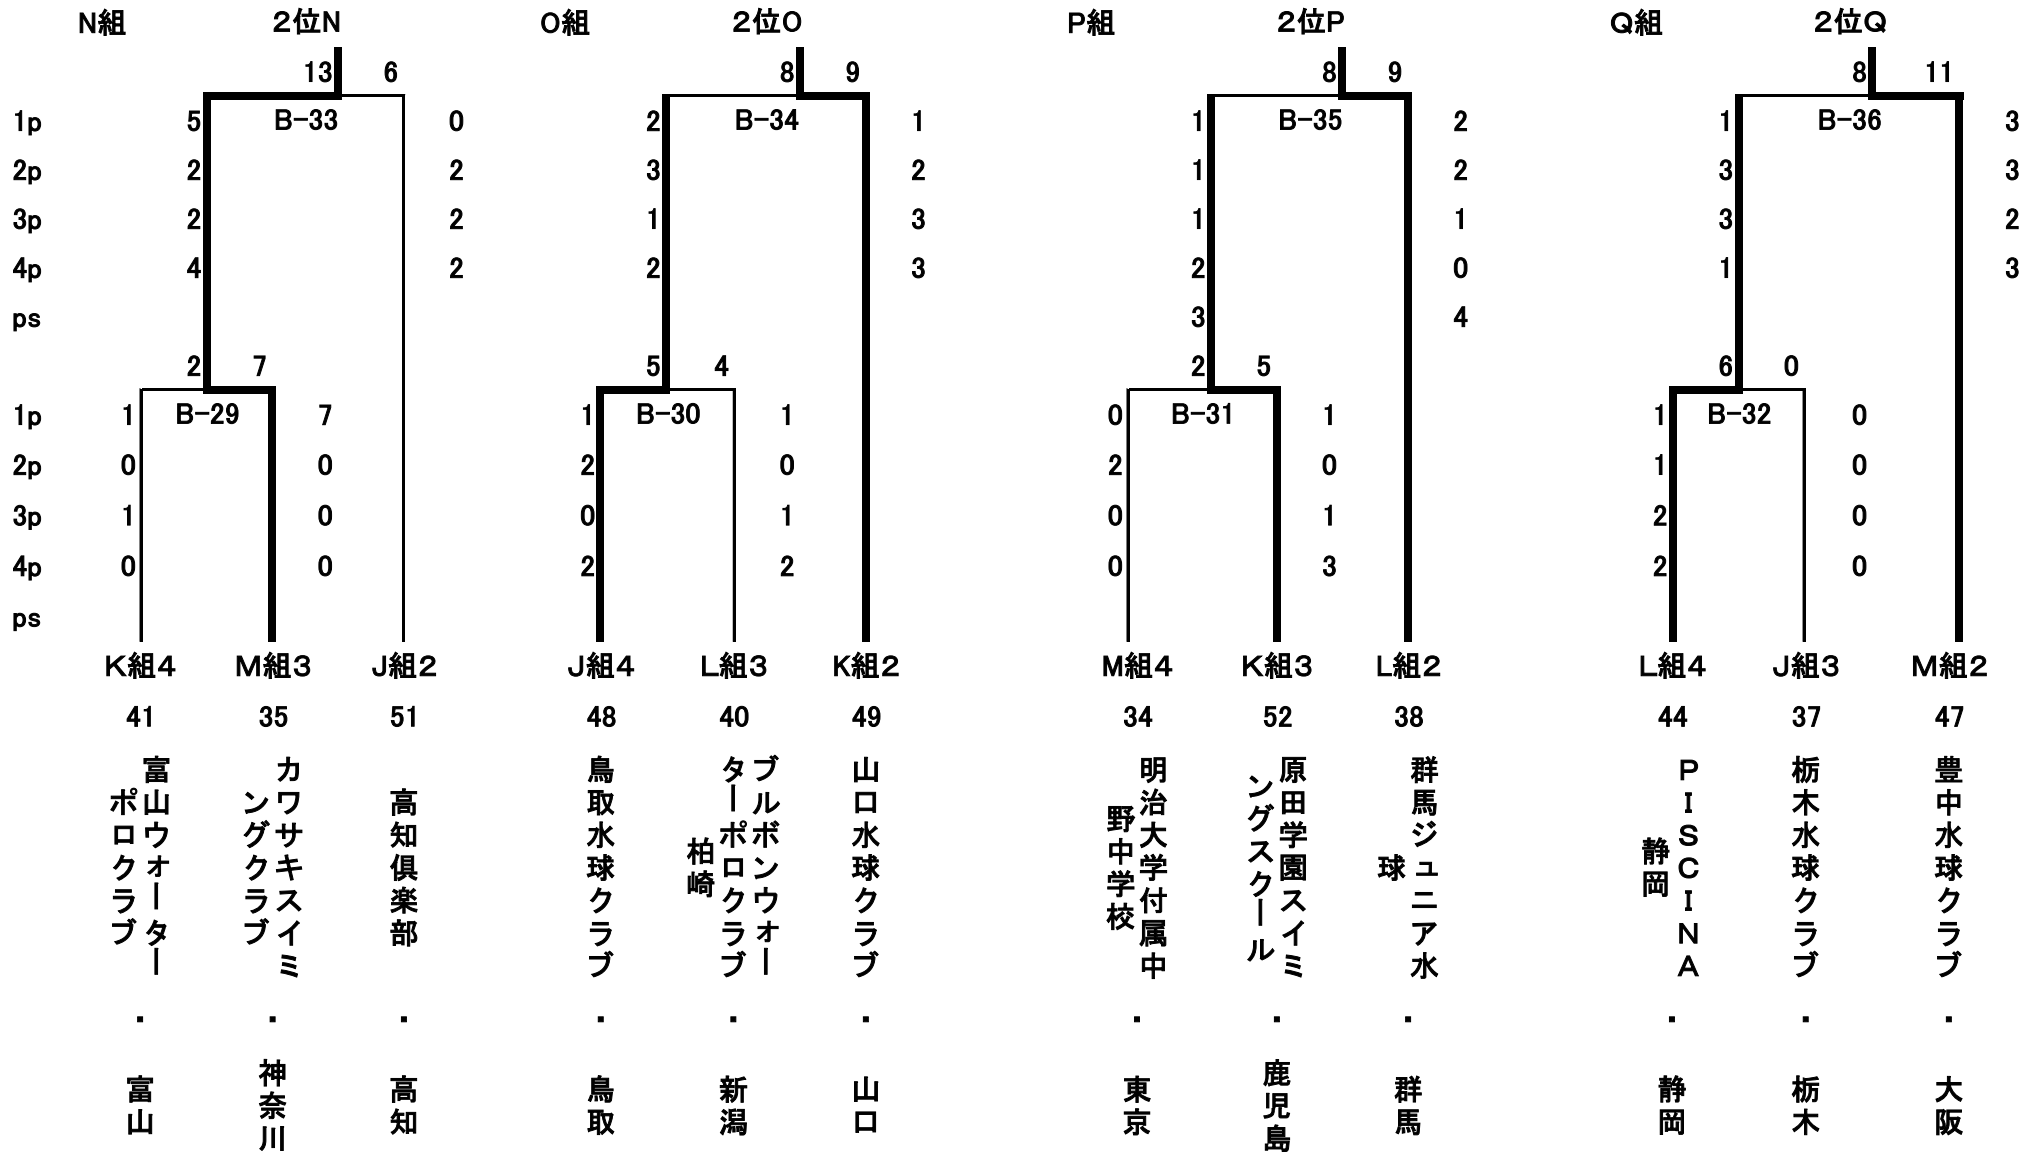 N組 2位N O組 2位O P組 2位P Q組 2位Q
13 6 8 9 8 9 8 11
1p 5 B-33 0 2 B-34 1 1 B-35 2 1 B-36 3
2p 2 2 3 2 1 2 3 3
3p 2 2 1 3 1 1 3 2
4p 4 2 2 3 2 0 1 3
ps 3 4
2 7 5 4 2 5 6 0
1p 1 B-29 7 1 B-30 1 0 B-31 1 1 B-32 0
2p 0 0 2 0 2 0 1 0
3p 1 0 0 1 0 1 2 0
4p 0 0 2 2 0 3 2 0
ps
K組4 M組3 J組2 J組4 L組3 K組2 M組4 K組3 L組2 L組4 J組3 M組2
41 35 51 48 40 49 34 52 38 44 37 47
富山ウォーター
ポロクラブ
・
富山
カワサキスイミ
ングクラブ
・
神奈川
高知倶楽部
・
高知
鳥取水球クラブ
・
鳥取
ブルボンウォー
ターポロクラブ
柏崎
・
新潟
山口水球クラブ
・
山口
明治大学付属中
野中学校
・
東京
原田学園スイミ
ングスクール
・
鹿児島
群馬ジュニア水
球
・
群馬
PISCINA
静岡
・
静岡
栃木水球クラブ
・
栃木
豊中水球クラブ
・
大阪